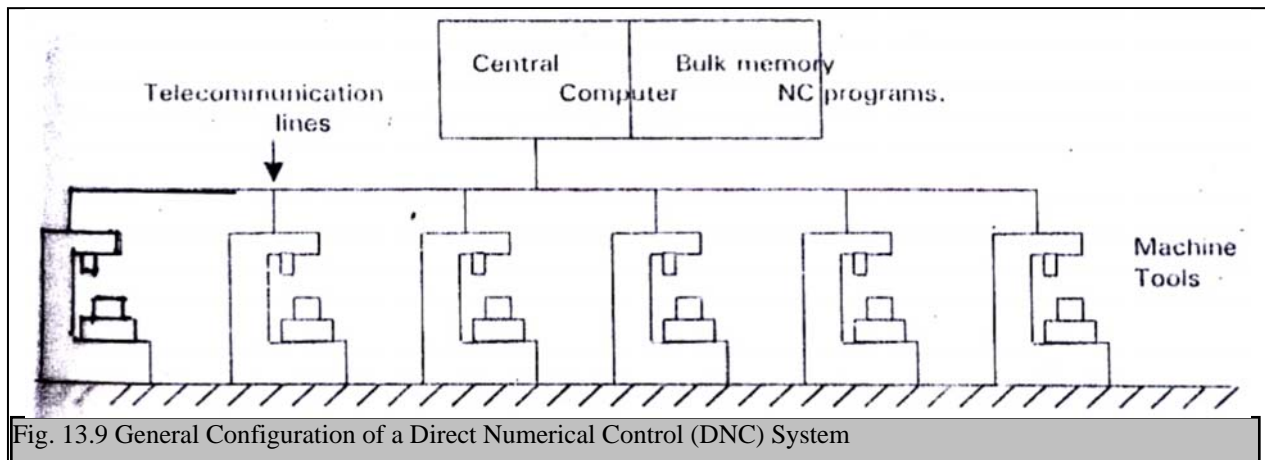 Central Bulk memory
Computer NC programs.
Telecommunication
lines
Machine
Tools
Fig. 13.9 General Configuration of a Direct Numerical Control (DNC) System